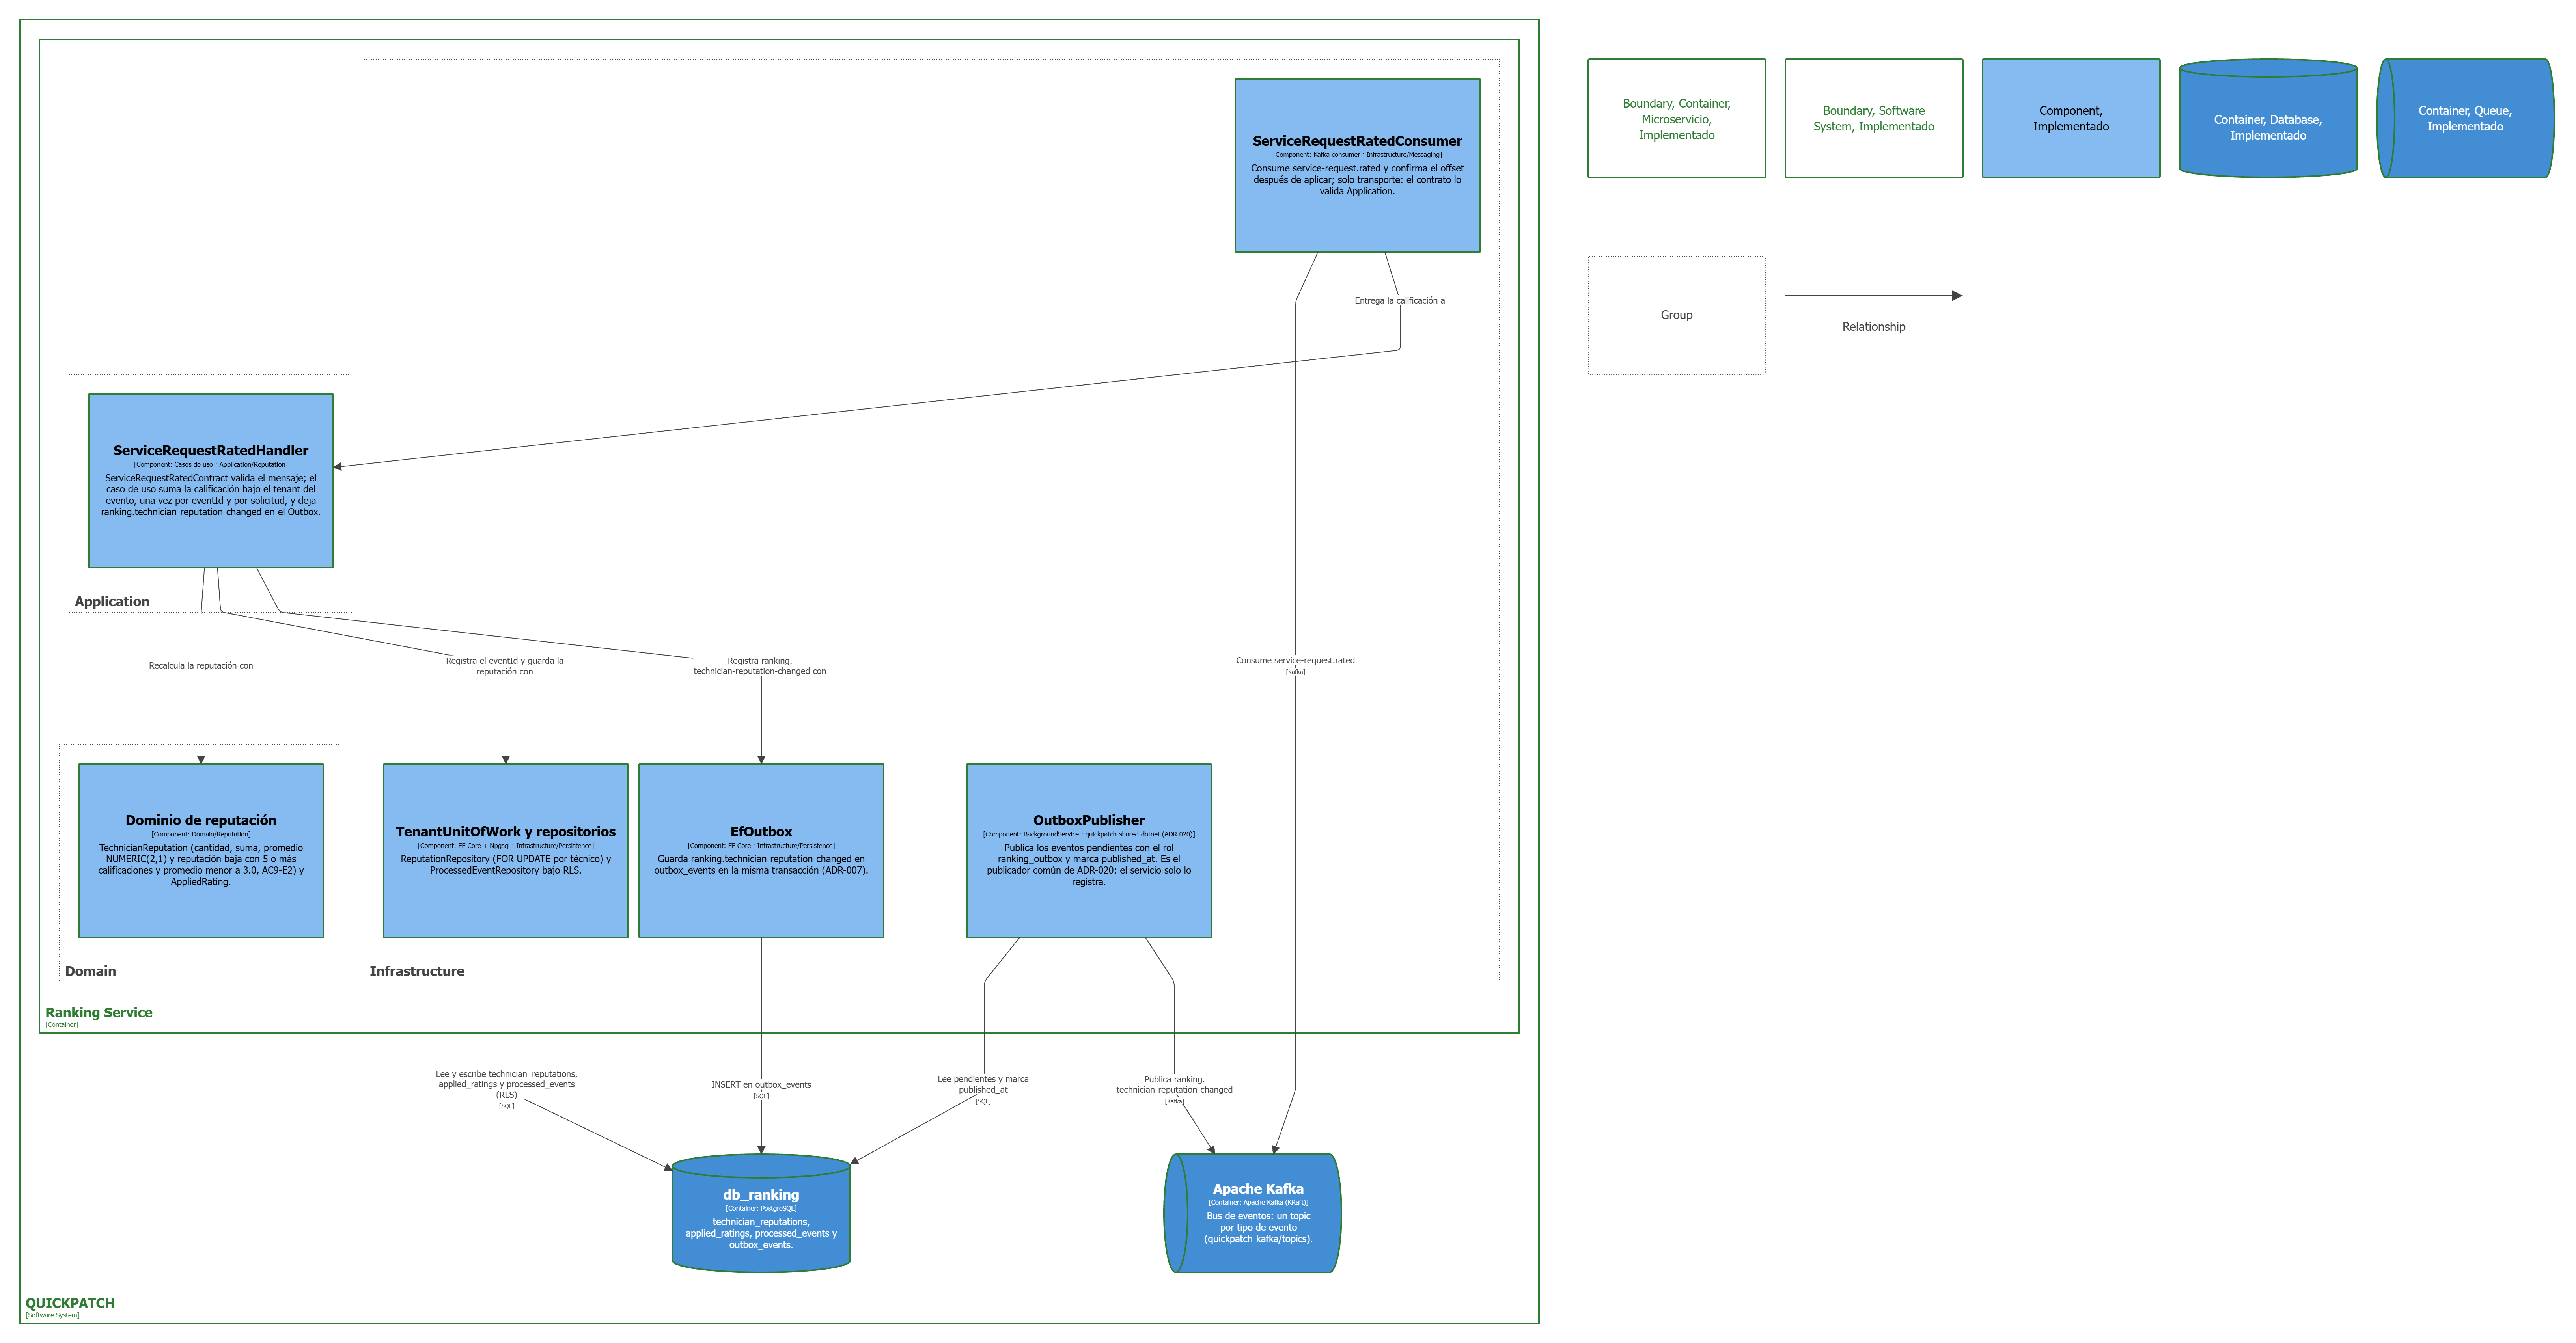 ServiceRequestRatedConsumer
[Component: Kafka consumer · Infrastructure/Messaging]
Consume service-request.rated y confirma el offset
después de aplicar; solo transporte: el contrato lo
valida Application.
Entrega la calificación a
ServiceRequestRatedHandler
[Component: Casos de uso · Application/Reputation]
ServiceRequestRatedContract valida el mensaje; el
caso de uso suma la calificación bajo el tenant del
evento, una vez por eventId y por solicitud, y deja
ranking.technician-reputation-changed en el Outbox.
Application
Recalcula la reputación con
Registra el eventId y guarda la
reputación con
Registra ranking.
technician-reputation-changed con
Consume service-request.rated
[Kafka]
Dominio de reputación
[Component: Domain/Reputation]
TechnicianReputation (cantidad, suma, promedio
NUMERIC(2,1) y reputación baja con 5 o más
calificaciones y promedio menor a 3.0, AC9-E2) y
AppliedRating.
Domain
TenantUnitOfWork y repositorios
[Component: EF Core + Npgsql · Infrastructure/Persistence]
ReputationRepository (FOR UPDATE por técnico) y
ProcessedEventRepository bajo RLS.
EfOutbox
[Component: EF Core · Infrastructure/Persistence]
Guarda ranking.technician-reputation-changed en
outbox_events en la misma transacción (ADR-007).
OutboxPublisher
[Component: BackgroundService · quickpatch-shared-dotnet (ADR-020)]
Publica los eventos pendientes con el rol
ranking_outbox y marca published_at. Es el
publicador común de ADR-020: el servicio solo lo
registra.
Infrastructure
Ranking Service
[Container]
Lee y escribe technician_reputations,
applied_ratings y processed_events
(RLS)
[SQL]
INSERT en outbox_events
[SQL]
Lee pendientes y marca
published_at
[SQL]
Publica ranking.
technician-reputation-changed
[Kafka]
db_ranking
[Container: PostgreSQL]
technician_reputations,
applied_ratings, processed_events y
outbox_events.
Apache Kafka
[Container: Apache Kafka (KRaft)]
Bus de eventos: un topic
por tipo de evento
(quickpatch-kafka/topics).
QUICKPATCH
[Software System]
Boundary, Container,
Microservicio,
Implementado
Boundary, Software
System, Implementado
Component,
Implementado
Container, Database,
Implementado
Container, Queue,
Implementado
Group
Relationship